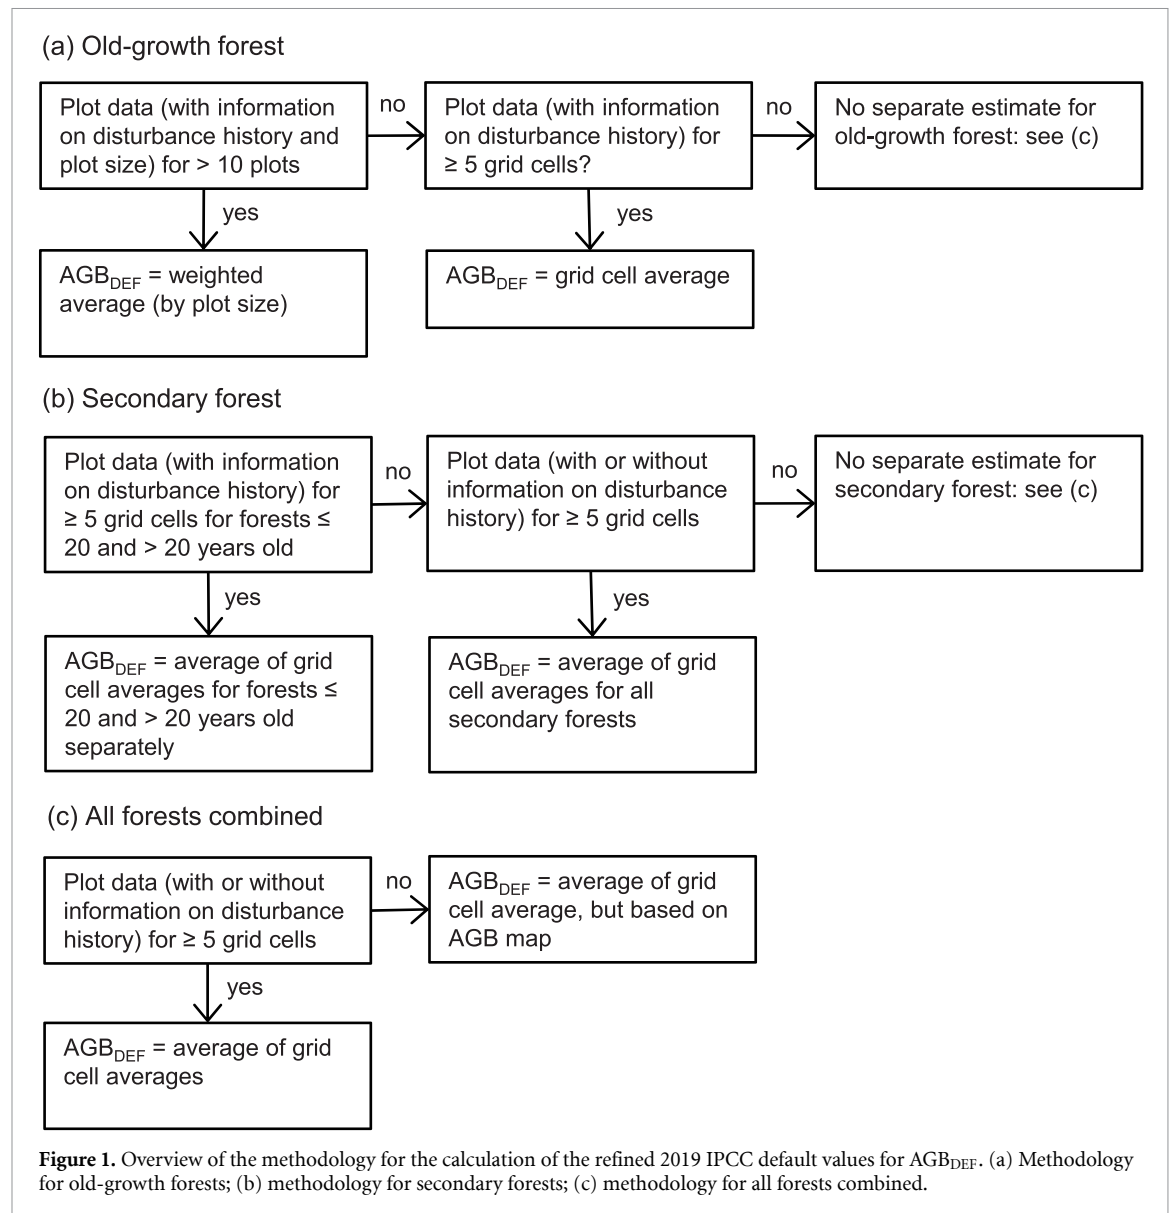 (a) Old-growth forest
Plot data (with information
on disturbance history and
plot size) for > 10 plots
no
Plot data (with information
on disturbance history) for
≥ 5 grid cells?
no
No separate estimate for
old-growth forest: see (c)
yes
yes
AGBDEF = weighted
average (by plot size)
AGBDEF = grid cell average
(b) Secondary forest
Plot data (with information
on disturbance history) for
≥ 5 grid cells for forests ≤
20 and > 20 years old
no
Plot data (with or without
information on disturbance
history) for ≥ 5 grid cells
no
No separate estimate for
secondary forest: see (c)
yes
yes
AGBDEF = average of grid
cell averages for forests ≤
20 and > 20 years old
separately
AGBDEF = average of grid
cell averages for all
secondary forests
(c) All forests combined
Plot data (with or without
information on disturbance
history) for ≥ 5 grid cells
no
AGBDEF = average of grid
cell average, but based on
AGB map
yes
AGBDEF = average of grid
cell averages
Figure 1. Overview of the methodology for the calculation of the refined 2019 IPCC default values for AGBDEF. (a) Methodology
for old-growth forests; (b) methodology for secondary forests; (c) methodology for all forests combined.